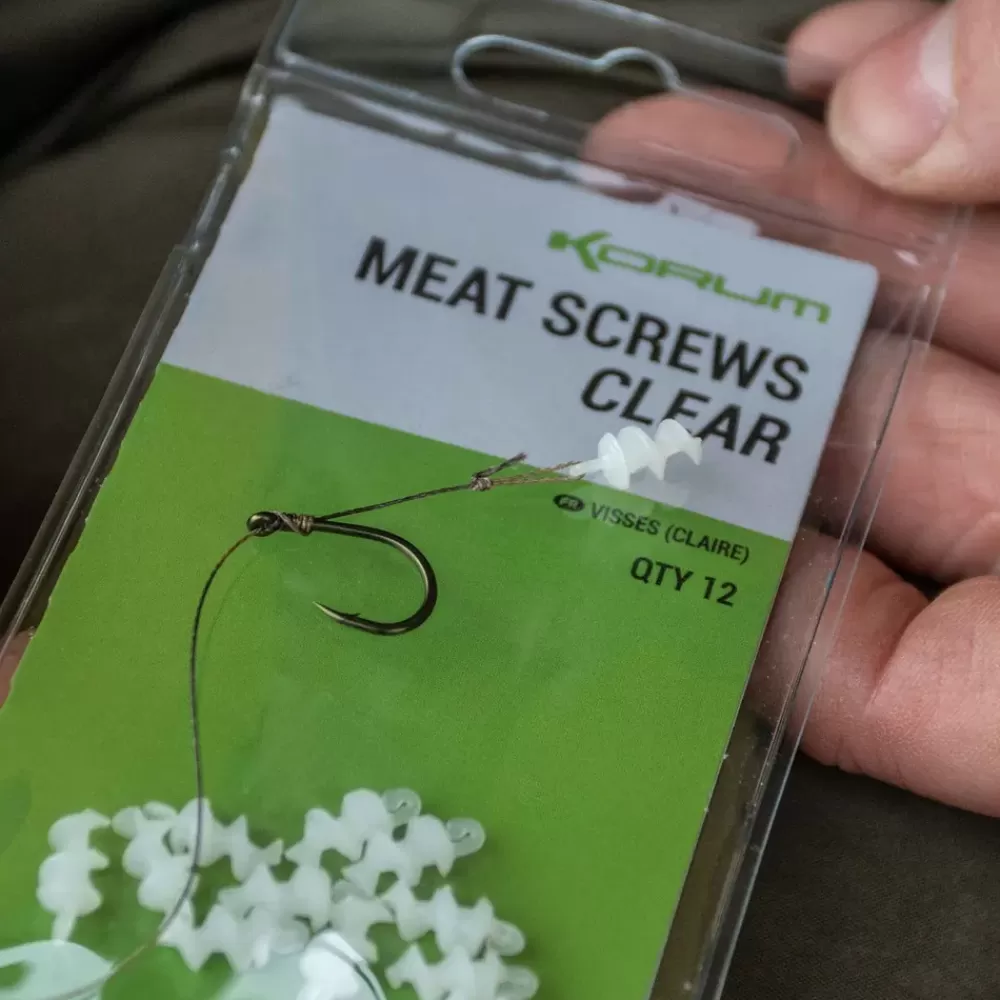 KORUM
MEAT SCREWS
CLEAR
FR VISSES (CLAIRE)
QTY 12